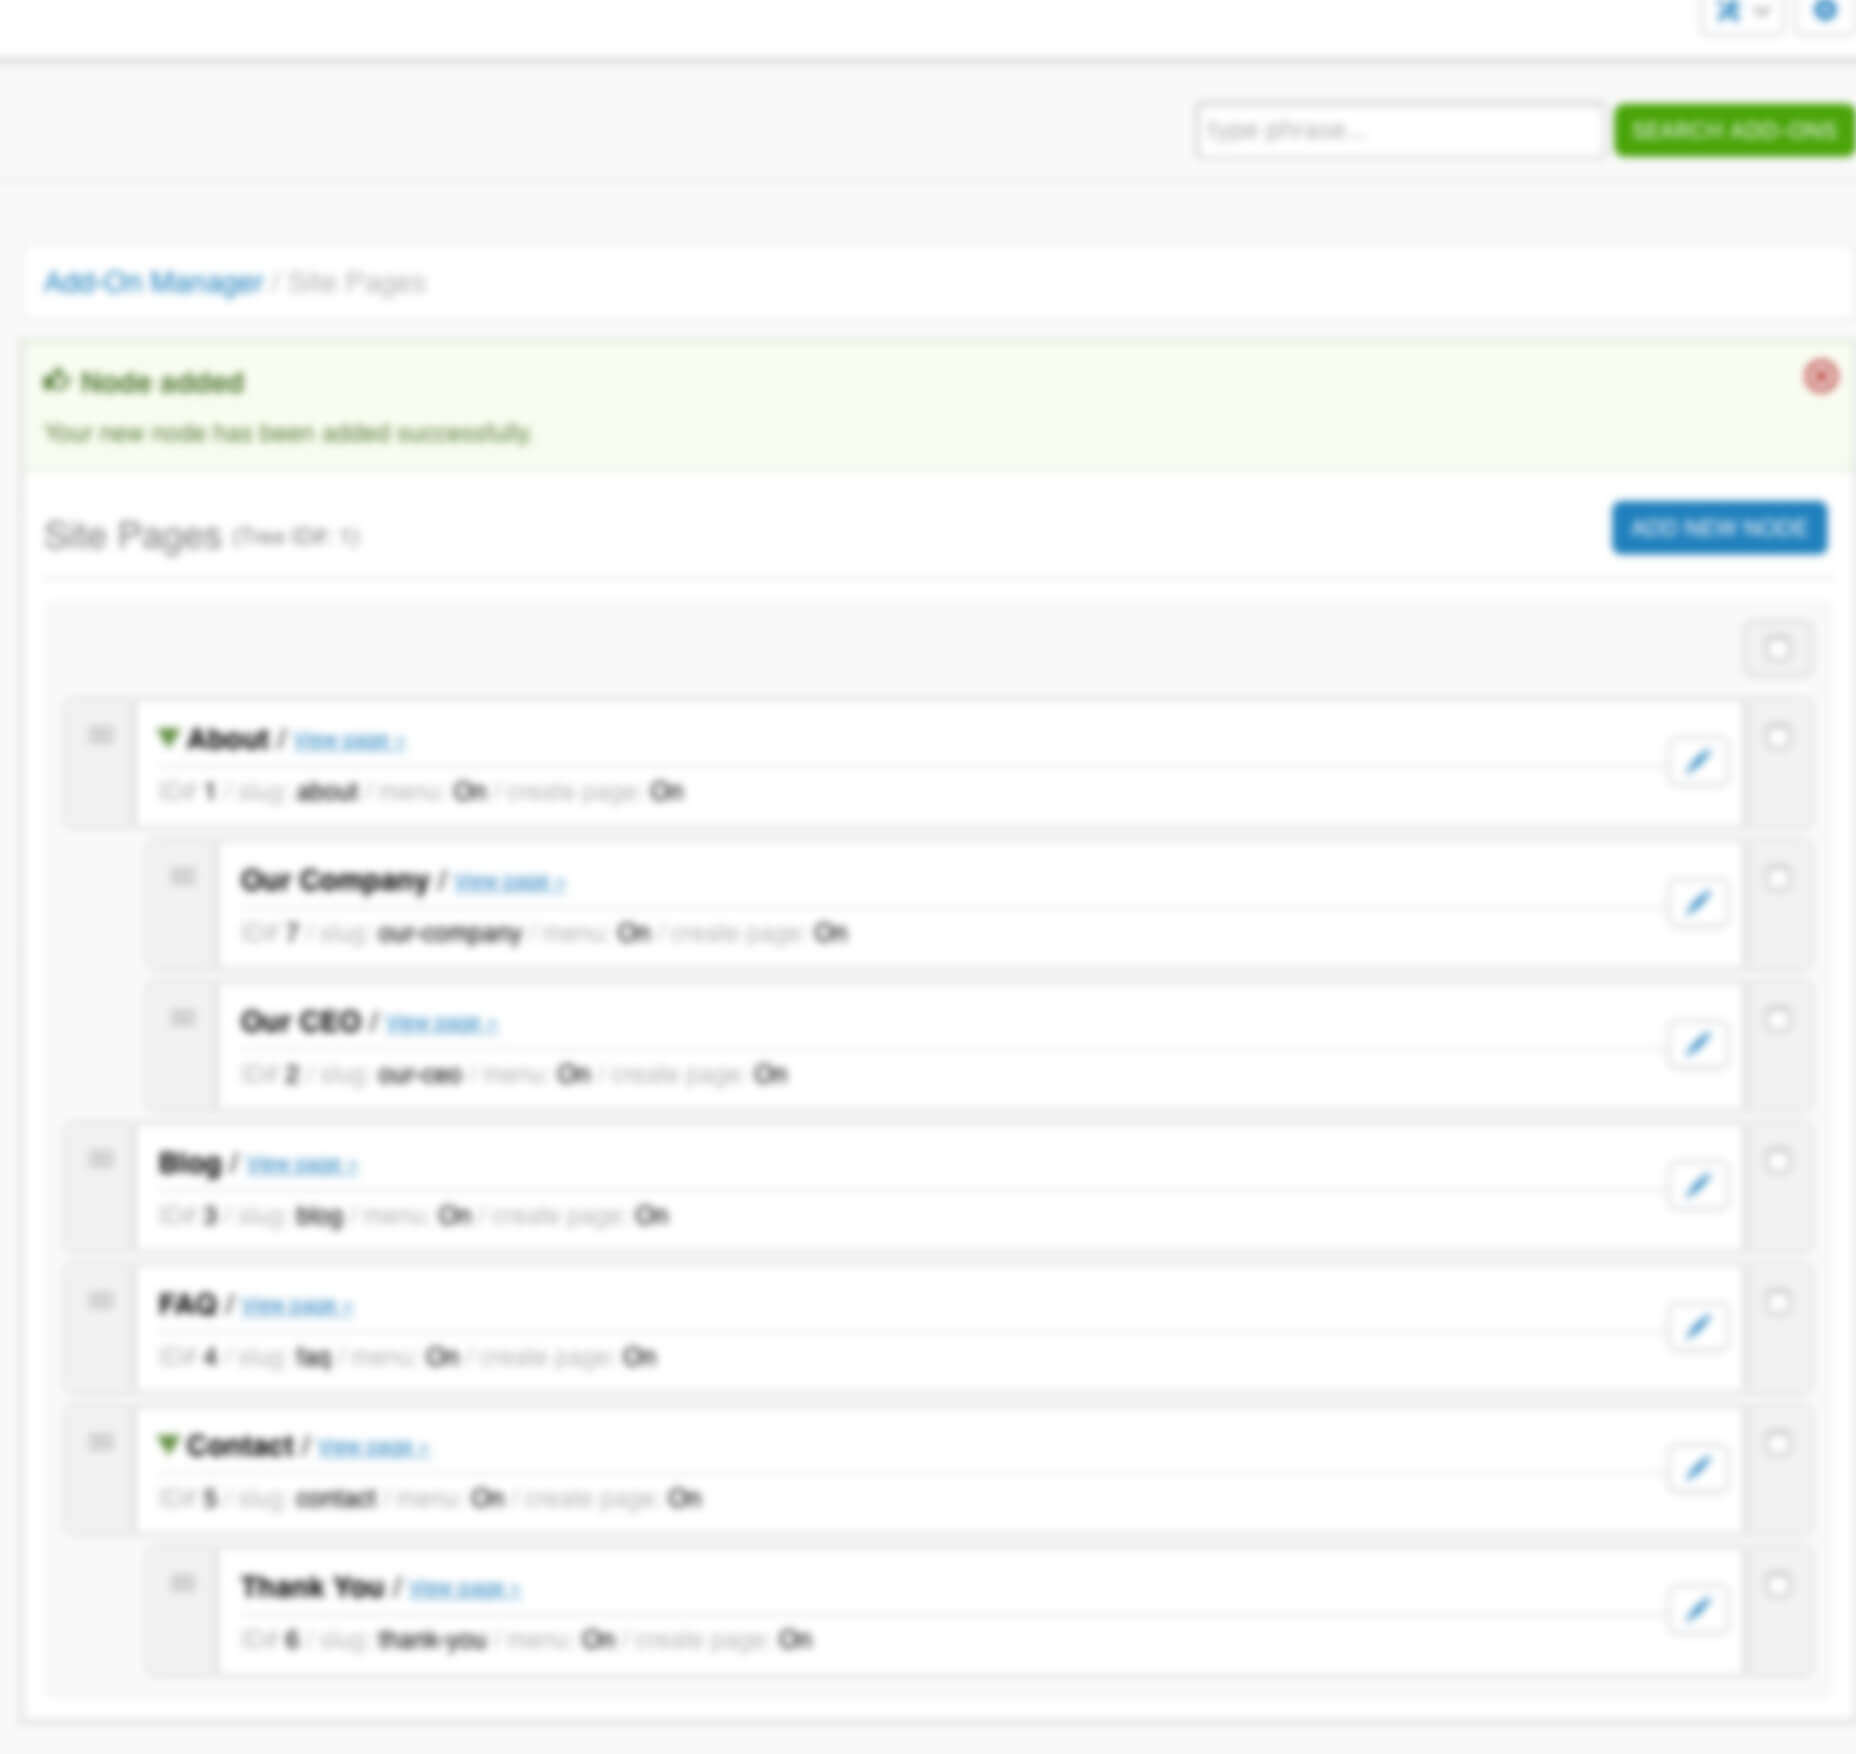 type phrase...
SEARCH ADD-ONS
Add-On Manager / Site Pages
Node added
Your new node has been added successfully.
Site Pages (Tree ID#: 1)
ADD NEW NODE
About / View page »
ID# 1 / slug: about / menu: On / create page: On
Our Company / View page »
ID# 7 / slug: our-company / menu: On / create page: On
Our CEO / View page »
ID# 2 / slug: our-ceo / menu: On / create page: On
Blog / View page »
ID# 3 / slug: blog / menu: On / create page: On
FAQ / View page »
ID# 4 / slug: faq / menu: On / create page: On
Contact / View page »
ID# 5 / slug: contact / menu: On / create page: On
Thank You / View page »
ID# 6 / slug: thank-you / menu: On / create page: On